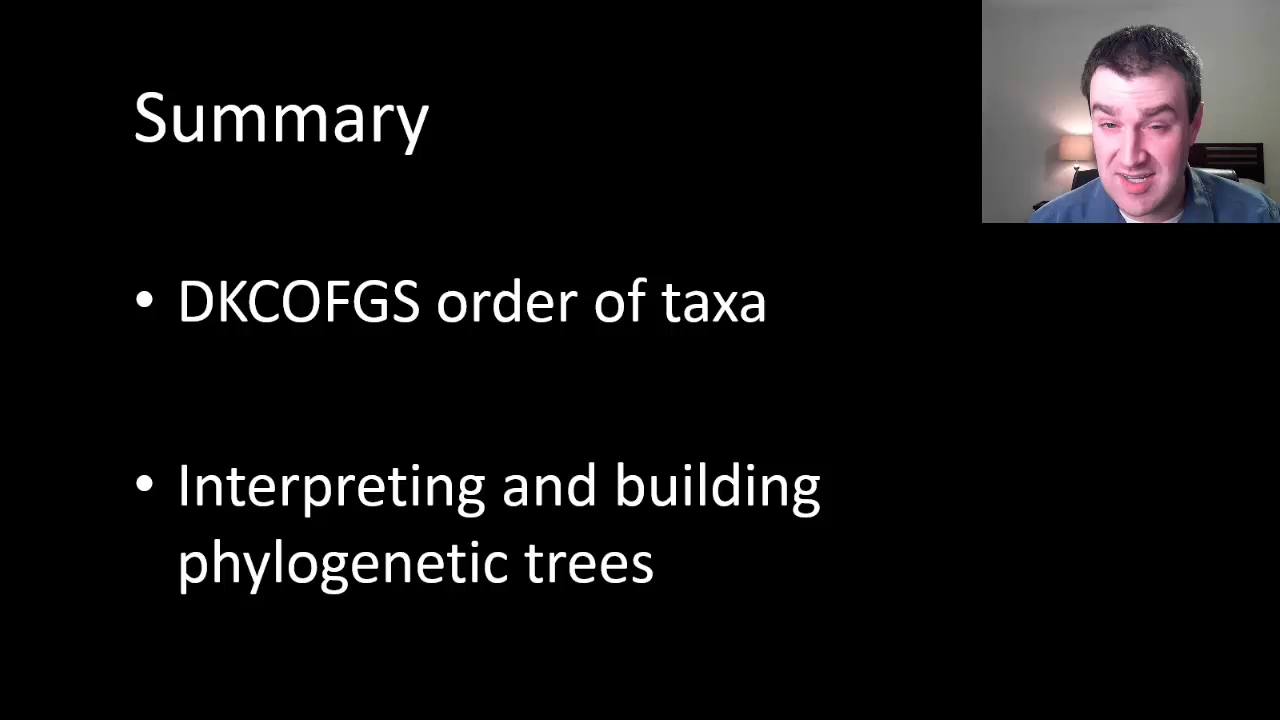 Summary
• DKCOFGS order of taxa
• Interpreting and building
phylogenetic trees